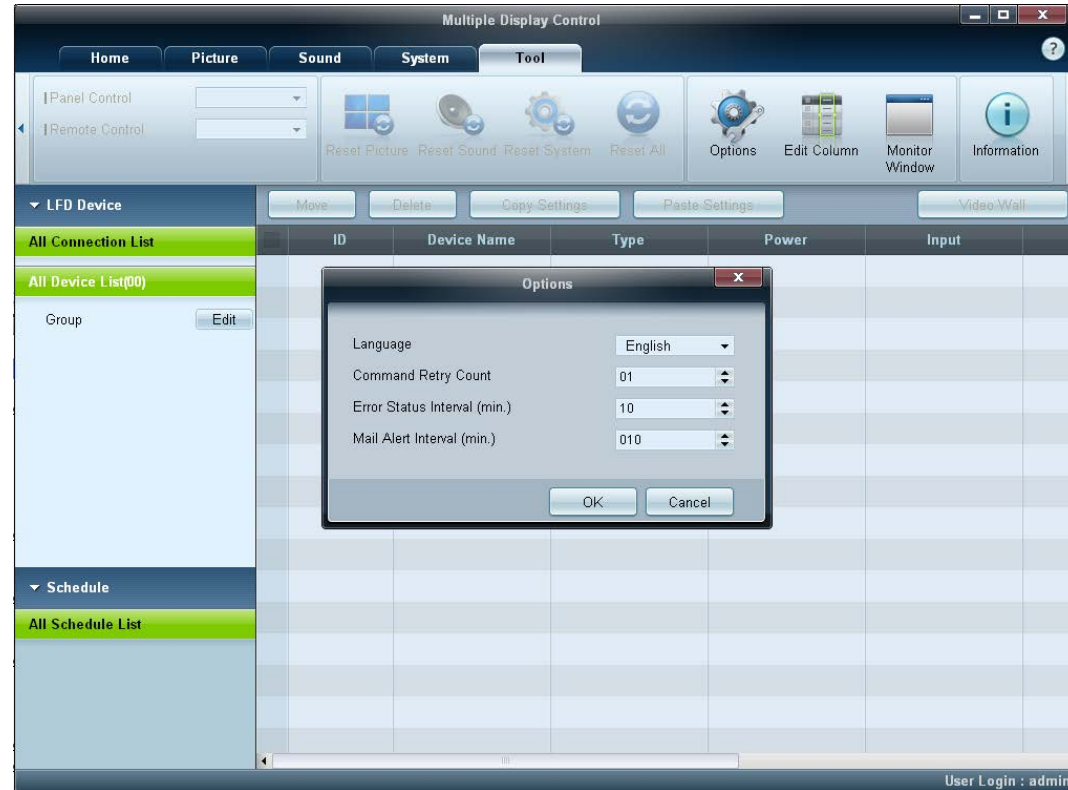 Multiple Display Control
Home Picture Sound System Tool
?
Panel Control
Remote Control
Reset Picture Reset Sound Reset System Reset All
Options Edit Column Monitor Window Information
LFD Device
Move Delete Copy Settings Paste Settings Video Wall
All Connection List
ID Device Name Type Power Input
All Device List(00)
Group Edit
Options
Language English
Command Retry Count 01
Error Status Interval (min.) 10
Mail Alert Interval (min.) 010
OK Cancel
Schedule
All Schedule List
User Login : admin